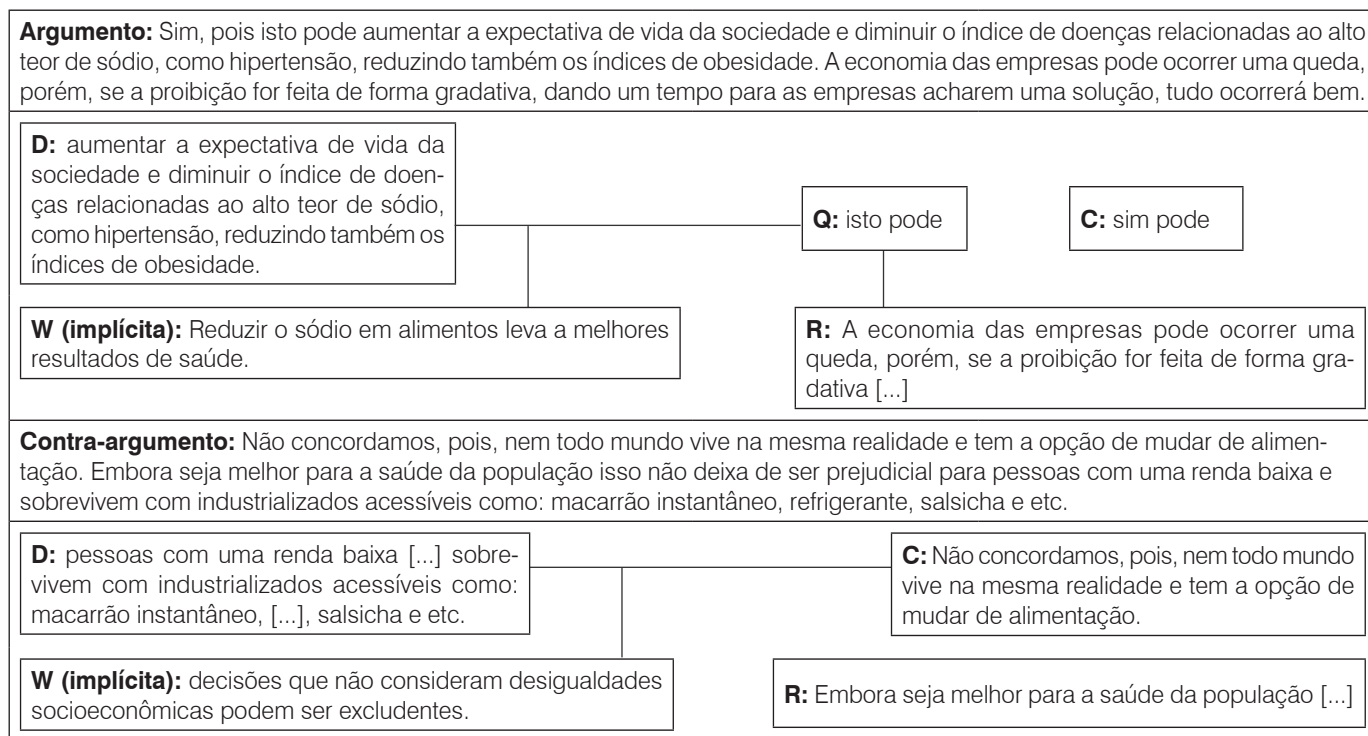 Argumento: Sim, pois isto pode aumentar a expectativa de vida da sociedade e diminuir o índice de doenças relacionadas ao alto
teor de sódio, como hipertensão, reduzindo também os índices de obesidade. A economia das empresas pode ocorrer uma queda,
porém, se a proibição for feita de forma gradativa, dando um tempo para as empresas acharem uma solução, tudo ocorrerá bem.
D: aumentar a expectativa de vida da
sociedade e diminuir o índice de doen-
ças relacionadas ao alto teor de sódio,
como hipertensão, reduzindo também os
índices de obesidade.
Q: isto pode
C: sim pode
W (implícita): Reduzir o sódio em alimentos leva a melhores
resultados de saúde.
R: A economia das empresas pode ocorrer uma
queda, porém, se a proibição for feita de forma gra-
dativa [...]
Contra-argumento: Não concordamos, pois, nem todo mundo vive na mesma realidade e tem a opção de mudar de alimen-
tação. Embora seja melhor para a saúde da população isso não deixa de ser prejudicial para pessoas com uma renda baixa e
sobrevivem com industrializados acessíveis como: macarrão instantâneo, refrigerante, salsicha e etc.
D: pessoas com uma renda baixa [...] sobre-
vivem com industrializados acessíveis como:
macarrão instantâneo, [...], salsicha e etc.
C: Não concordamos, pois, nem todo mundo
vive na mesma realidade e tem a opção de
mudar de alimentação.
W (implícita): decisões que não consideram desigualdades
socioeconômicas podem ser excludentes.
R: Embora seja melhor para a saúde da população [...]